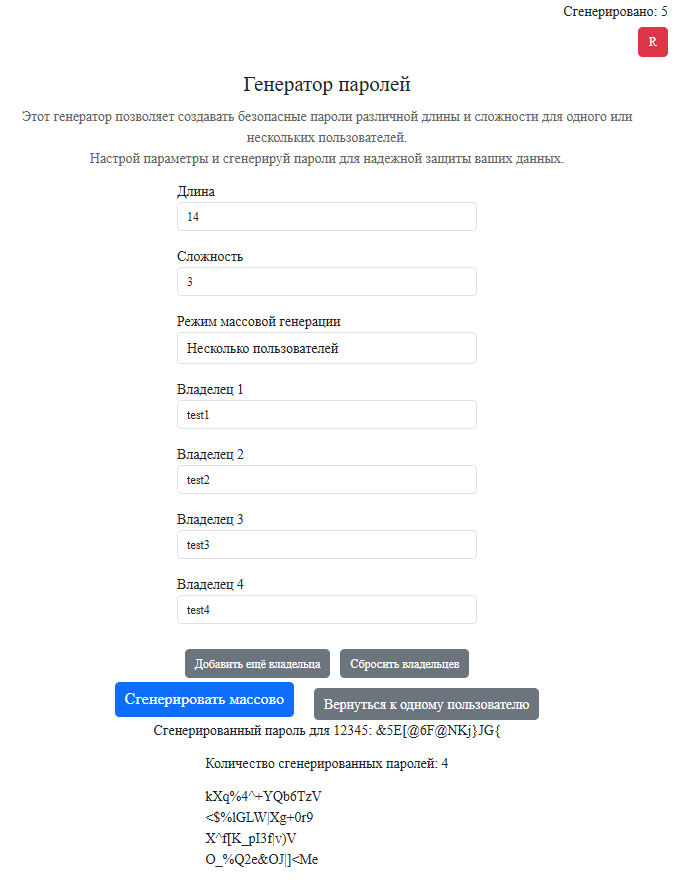 Сгенерировано: 5
R
Генератор паролей
Этот генератор позволяет создавать безопасные пароли различной длины и сложности для одного или
нескольких пользователей.
Настрой параметры и сгенерируй пароли для надежной защиты ваших данных.
Длина
14
Сложность
3
Режим массовой генерации
Несколько пользователей
Владелец 1
test1
Владелец 2
test2
Владелец 3
test3
Владелец 4
test4
Добавить ещё владельца Сбросить владельцев
Сгенерировать массово Вернуться к одному пользователю
Сгенерированный пароль для 12345: &5E[@6F@NKj}JG{
Количество сгенерированных паролей: 4
kXq%4^+YQb6TzV
<$%lGLW|Xg+0r9
X^f[K_pI3f|v)V
O_%Q2e&OJ|]<Me